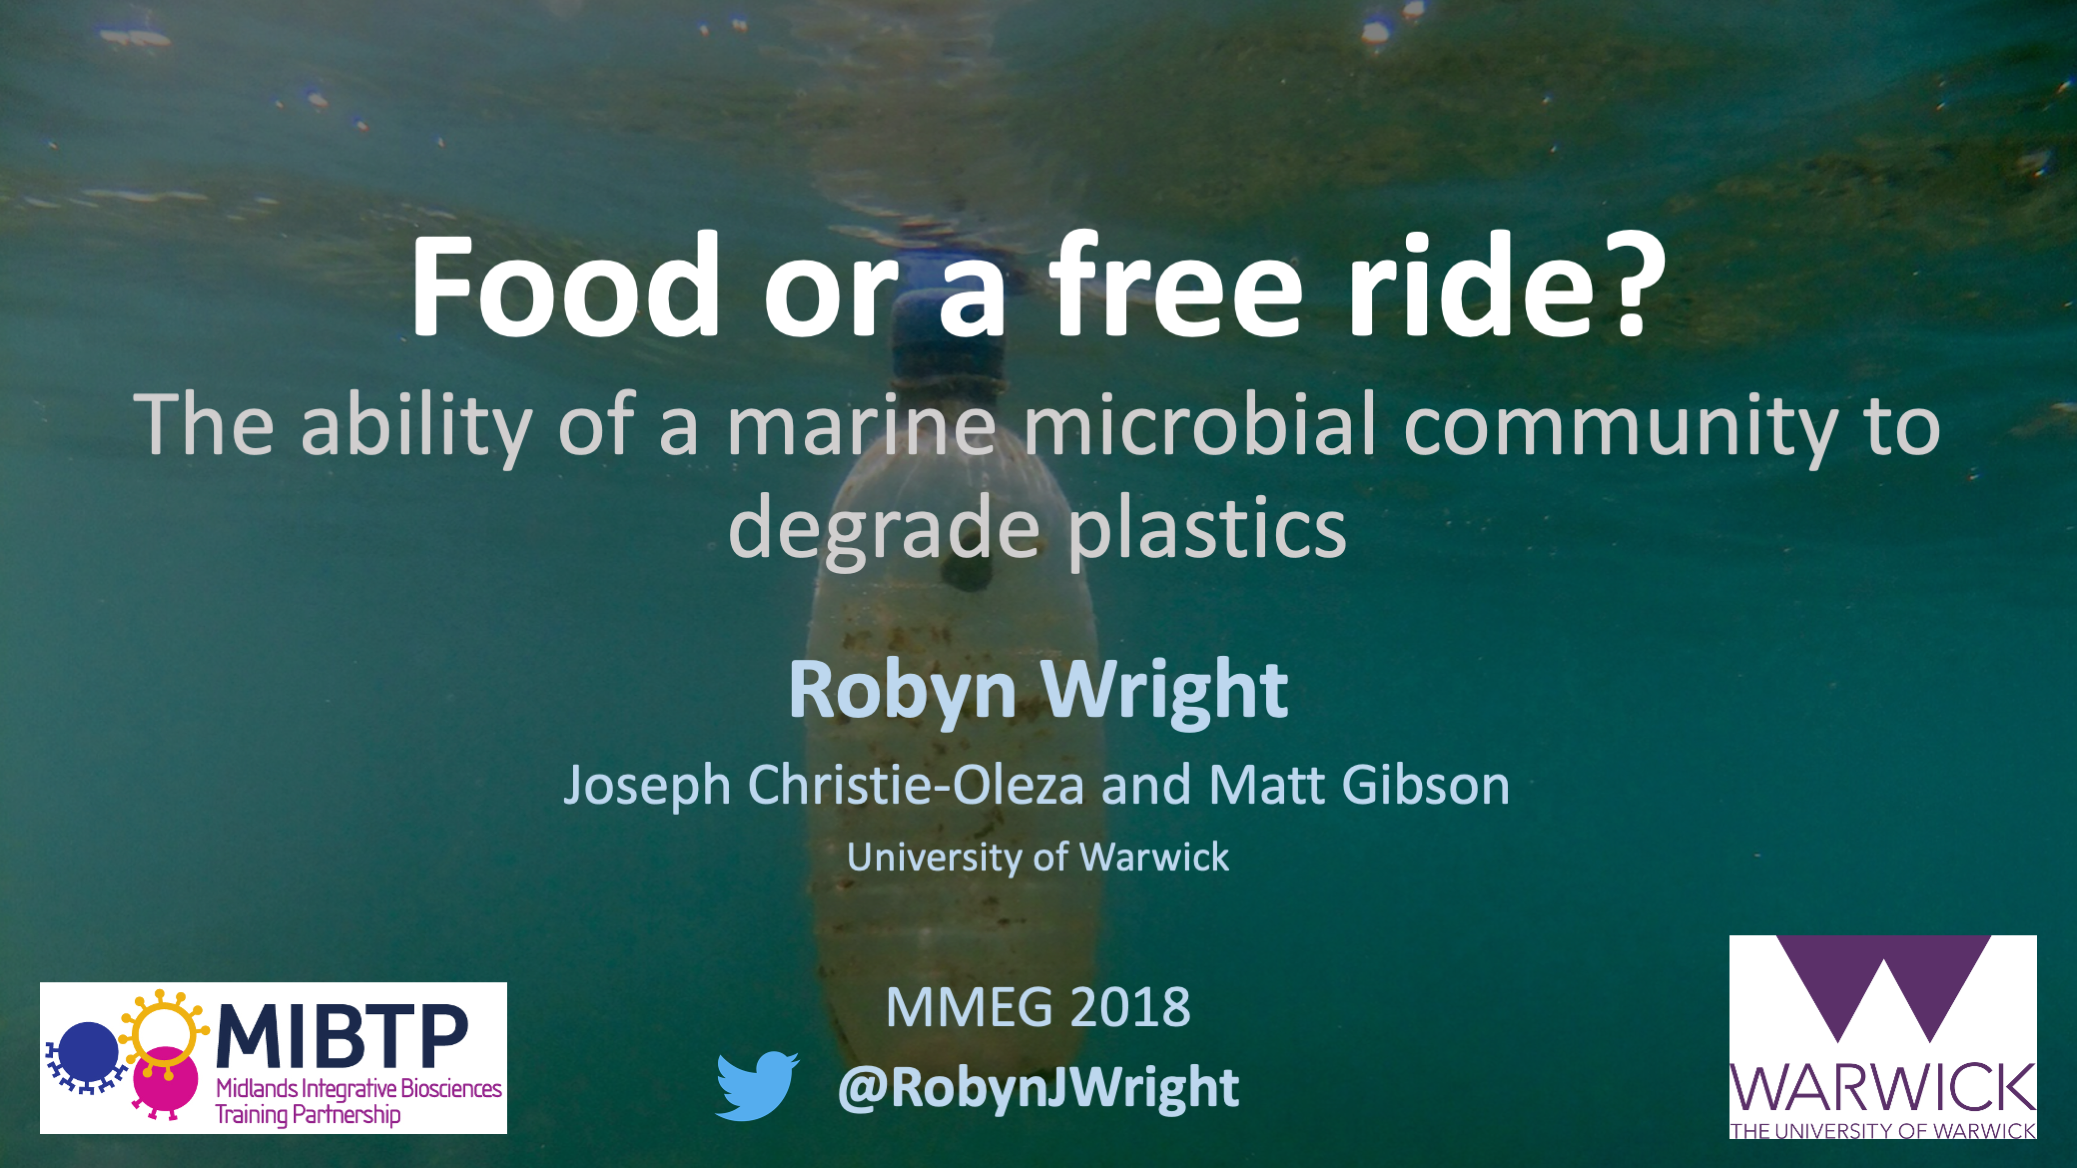 Food or a free ride?
The ability of a marine microbial community to
degrade plastics
Robyn Wright
Joseph Christie-Oleza and Matt Gibson
University of Warwick
MMEG 2018
@RobynJWright
MIBTP
Midlands Integrative Biosciences
Training Partnership
WARWICK
THE UNIVERSITY OF WARWICK